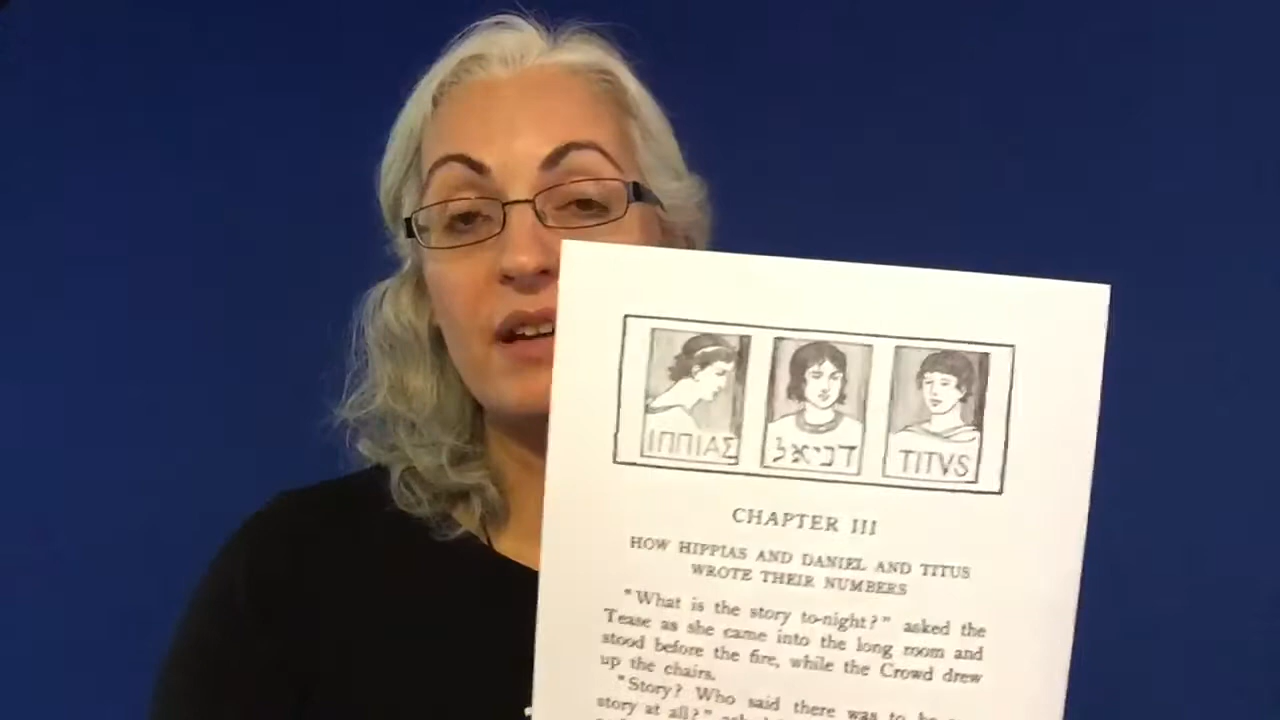 ΙΠΠΙΑΣ
דניאל
TITVS
CHAPTER III
HOW HIPPIAS AND DANIEL AND TITUS
WROTE THEIR NUMBERS
"What is the story to-night?" asked the
Tease as she came into the long room and
stood before the fire, while the Crowd drew
up the chairs.
"Story? Who said there was to be
story at all?"